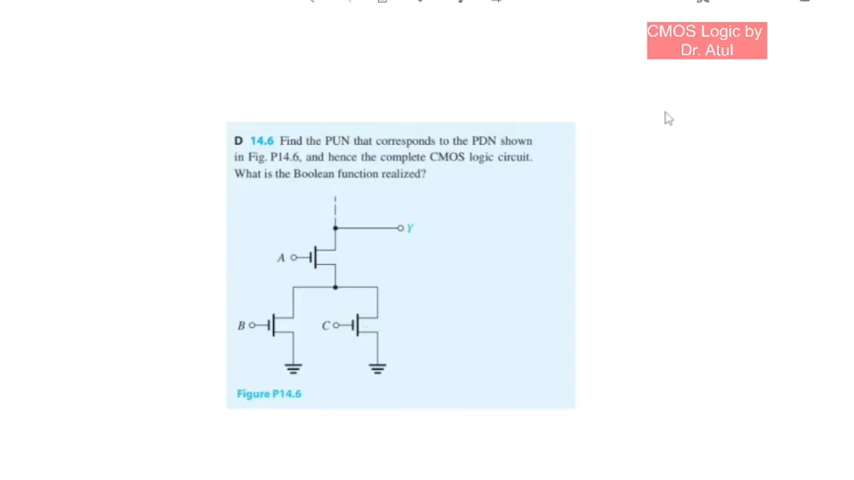 CMOS Logic by
Dr. Atul
D 14.6 Find the PUN that corresponds to the PDN shown
in Fig. P14.6, and hence the complete CMOS logic circuit.
What is the Boolean function realized?
Y
A
B
C
Figure P14.6